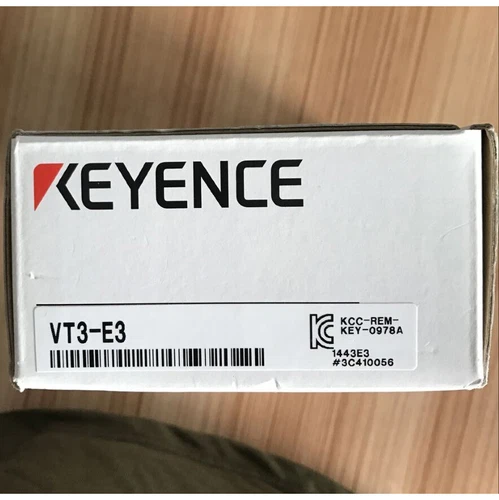 KEYENCE
VT3-E3
KCC-REM-
KEY-0978A
1443E3
#3C410056